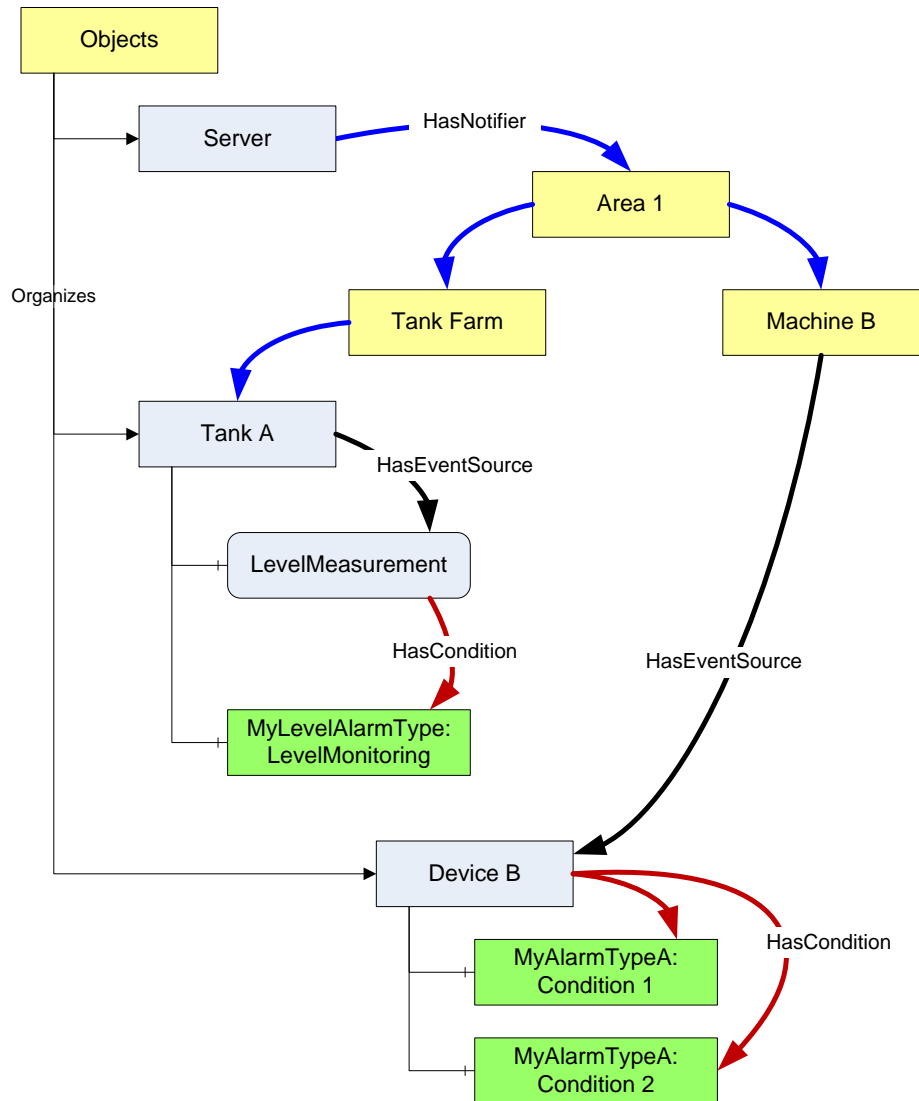 Objects
Server
HasNotifier
Area 1
Organizes
Tank Farm
Machine B
Tank A
HasEventSource
LevelMeasurement
HasCondition
HasEventSource
MyLevelAlarmType:
LevelMonitoring
Device B
HasCondition
MyAlarmTypeA:
Condition 1
MyAlarmTypeA:
Condition 2